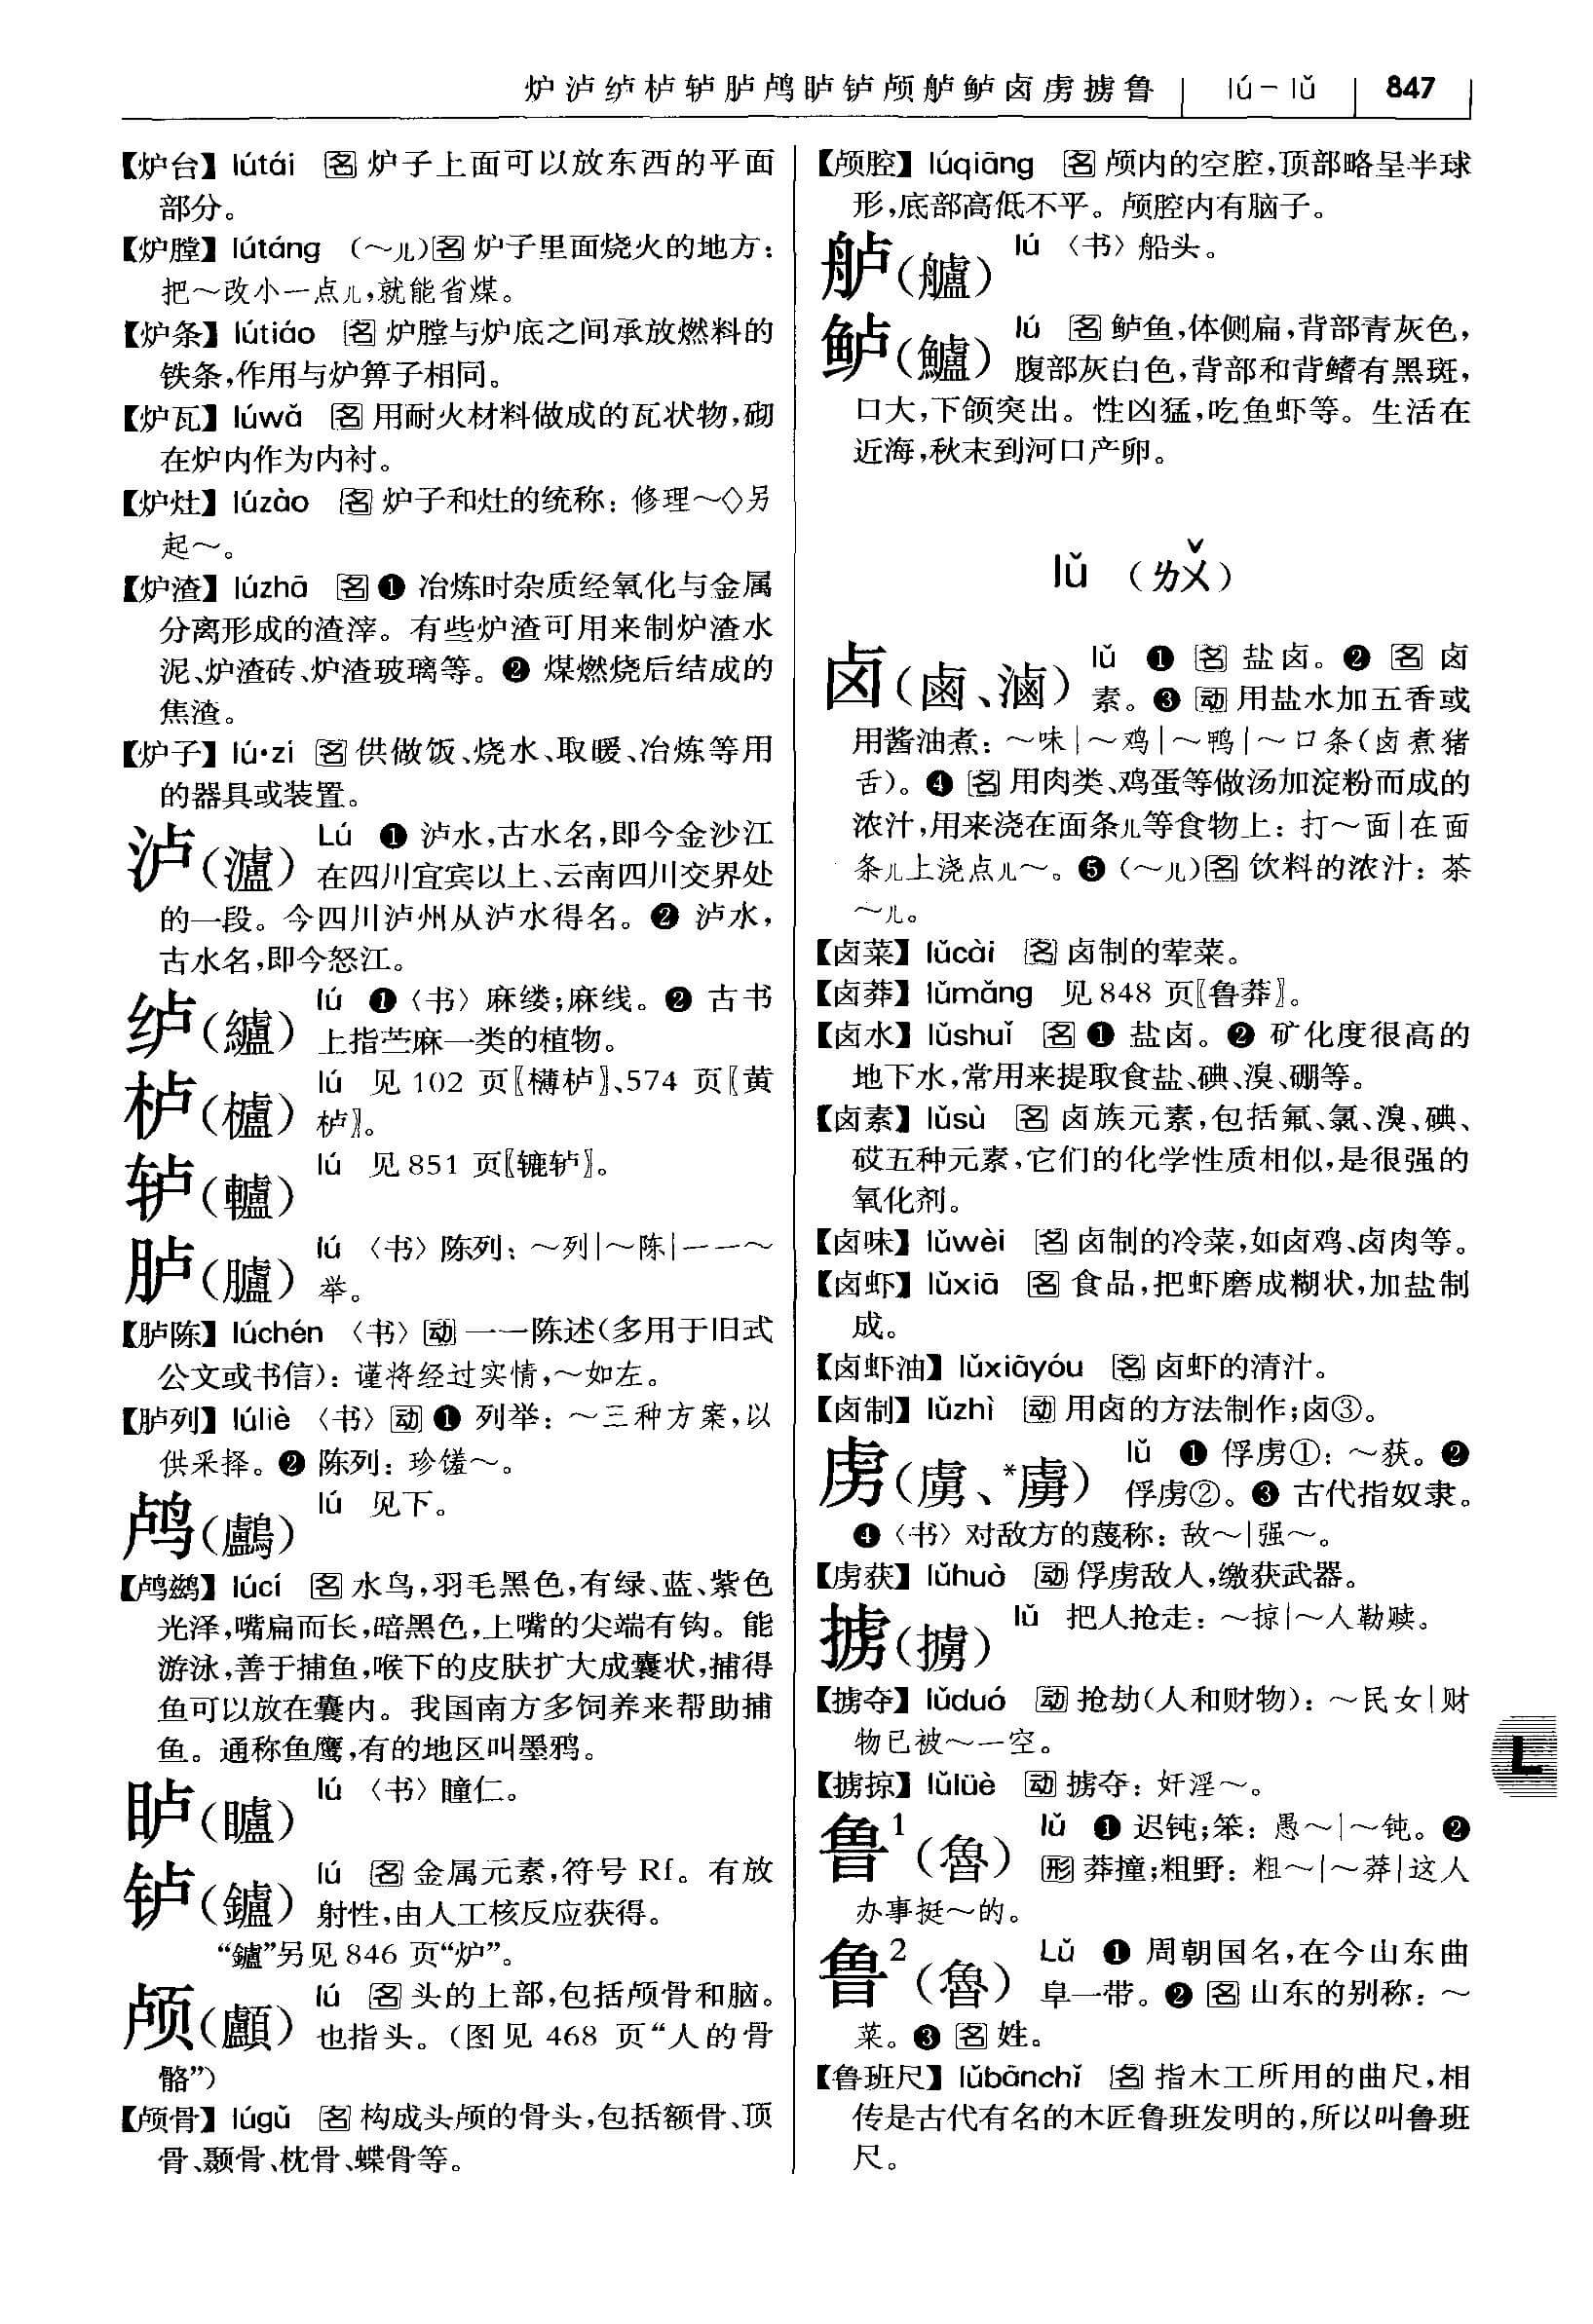 炉泸纑栌轳胪鸬眬铲颅舻鲈卤虏掳鲁 lú-lǔ 847
【炉台】lútái 名 炉子上面可以放东西的平面
部分。
【炉膛】lútáng (～儿)名 炉子里面烧火的地方：
把～改小一点儿,就能省煤。
【炉条】lútiáo 名 炉膛与炉底之间承放燃料的
铁条,作用与炉箅子相同。
【炉瓦】lúwǎ 名 用耐火材料做成的瓦状物,砌
在炉内作为内衬。
【炉灶】lúzào 名 炉子和灶的统称：修理～◇另
起～。
【炉渣】lúzhā 名 ❶ 冶炼时杂质经氧化与金属
分离形成的渣滓。有些炉渣可用来制炉渣水
泥、炉渣砖、炉渣玻璃等。❷ 煤燃烧后结成的
焦渣。
【炉子】lú·zi 名 供做饭、烧水、取暖、冶炼等用
的器具或装置。
泸(瀘) Lú ❶ 泸水,古水名,即今金沙江
在四川宜宾以上、云南四川交界处
的一段。今四川泸州从泸水得名。❷ 泸水,
古水名,即今怒江。
𬬻(纑) lú ❶〈书〉麻缕;麻线。❷ 古书
上指苎麻一类的植物。
栌(櫨) lú 见 102 页〖欂栌〗、574 页〖黄
栌〗。
轳(轤) lú 见 851 页〖辘轳〗。
胪(臚) lú 〈书〉陈列：～列|～陈|一一～
举。
【胪陈】lúchén 〈书〉动 一一陈述(多用于旧式
公文或书信)：谨将经过实情,～如左。
【胪列】lúliè 〈书〉动 ❶ 列举：～三种方案,以
供采择。❷ 陈列：珍馐～。
鸬(鸕) lú 见下。
【鸬鹚】lúcí 名 水鸟,羽毛黑色,有绿、蓝、紫色
光泽,嘴扁而长,暗黑色,上嘴的尖端有钩。能
游泳,善于捕鱼,喉下的皮肤扩大成囊状,捕得
鱼可以放在囊内。我国南方多饲养来帮助捕
鱼。通称鱼鹰,有的地区叫墨鸦。
(矑) lú 〈书〉瞳仁。
𬬻(鑪) lú 名 金属元素,符号 Rf。有放
射性,由人工核反应获得。
“鑪”另见 846 页“炉”。
颅(顱) lú 名 头的上部,包括颅骨和脑。
也指头。(图见 468 页“人的骨
骼”)
【颅骨】lúgǔ 名 构成头颅的骨头,包括额骨、顶
骨、颞骨、枕骨、蝶骨等。
【颅腔】lúqiāng 名 颅内的空腔,顶部略呈半球
形,底部高低不平。颅腔内有脑子。
舻(艫) lú 〈书〉船头。
鲈(鱸) lú 名 鲈鱼,体侧扁,背部青灰色,
腹部灰白色,背部和背鳍有黑斑,
口大,下颌突出。性凶猛,吃鱼虾等。生活在
近海,秋末到河口产卵。
lǔ (ㄌㄨˇ)
卤(鹵、滷) lǔ ❶ 名 盐卤。❷ 名 卤
素。❸ 动 用盐水加五香或
用酱油煮：～味|～鸡|～鸭|～口条(卤煮猪
舌)。❹ 名 用肉类、鸡蛋等做汤加淀粉而成的
浓汁,用来浇在面条儿等食物上：打～面|在面
条儿上浇点儿～。❺ (～儿)名 饮料的浓汁：茶
～儿。
【卤菜】lǔcài 名 卤制的荤菜。
【卤莽】lǔmǎng 见 848 页〖鲁莽〗。
【卤水】lǔshuǐ 名 ❶ 盐卤。❷ 矿化度很高的
地下水,常用来提取食盐、碘、溴、硼等。
【卤素】lǔsù 名 卤族元素,包括氟、氯、溴、碘、
砹五种元素,它们的化学性质相似,是很强的
氧化剂。
【卤味】lǔwèi 名 卤制的冷菜,如卤鸡、卤肉等。
【卤虾】lǔxiā 名 食品,把虾磨成糊状,加盐制
成。
【卤虾油】lǔxiāyóu 名 卤虾的清汁。
【卤制】lǔzhì 动 用卤的方法制作;卤③。
虏(虜、*虜) lǔ ❶ 俘虏①：～获。❷
俘虏②。❸ 古代指奴隶。
❹〈书〉对敌方的蔑称：敌～|强～。
【虏获】lǔhuò 动 俘虏敌人,缴获武器。
掳(擄) lǔ 把人抢走：～掠|～人勒赎。
【掳夺】lǔduó 动 抢劫(人和财物)：～民女|财
物已被～一空。
【掳掠】lǔlüè 动 掳夺：奸淫～。
鲁¹(魯) lǔ ❶ 迟钝;笨：愚～|～钝。❷
形 莽撞;粗野：粗～|～莽|这人
办事挺～的。
鲁²(魯) Lǔ ❶ 周朝国名,在今山东曲
阜一带。❷ 名 山东的别称：～
菜。❸ 名 姓。
【鲁班尺】lǔbānchǐ 名 指木工所用的曲尺,相
传是古代有名的木匠鲁班发明的,所以叫鲁班
尺。
L